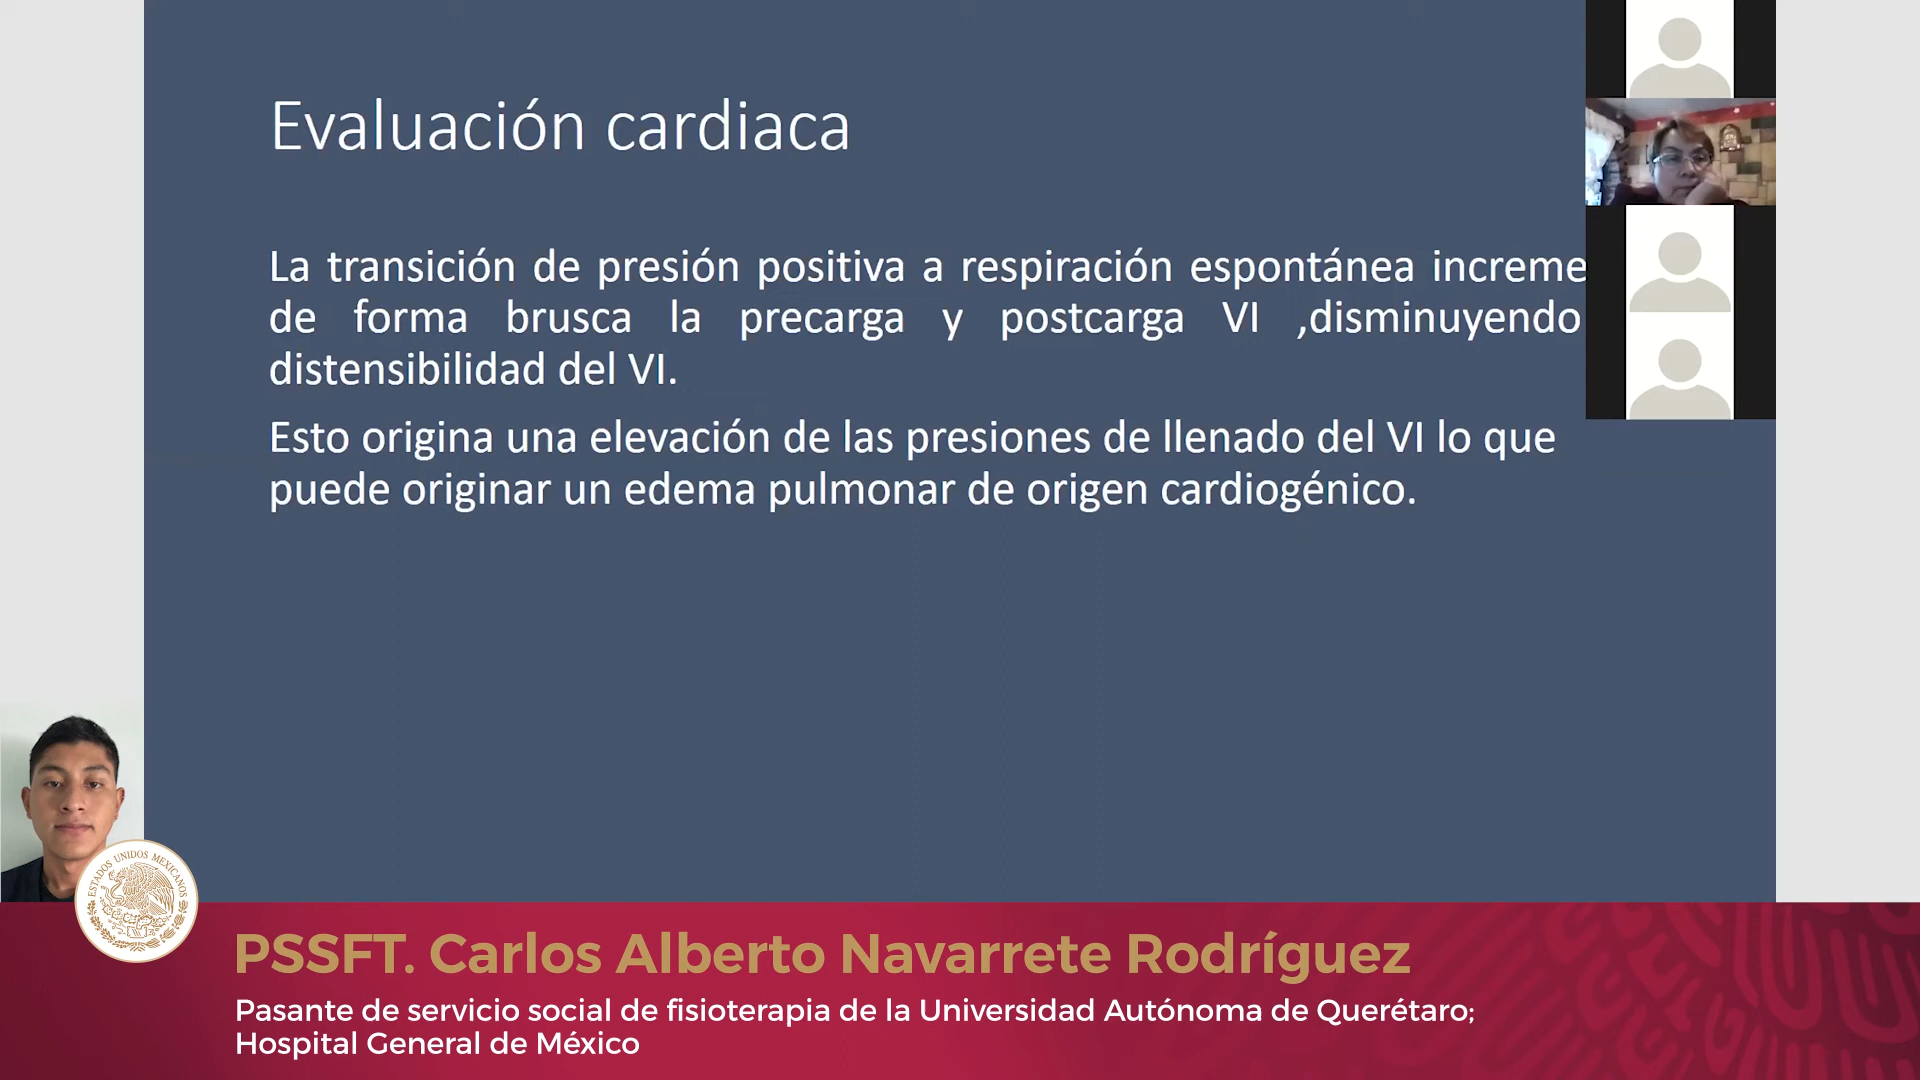 Evaluación cardiaca
La transición de presión positiva a respiración espontánea increme
de forma brusca la precarga y postcarga VI ,disminuyendo
distensibilidad del VI.
Esto origina una elevación de las presiones de llenado del VI lo que
puede originar un edema pulmonar de origen cardiogénico.
ESTADOS UNIDOS MEXICANOS
PSSFT. Carlos Alberto Navarrete Rodríguez
Pasante de servicio social de fisioterapia de la Universidad Autónoma de Querétaro;
Hospital General de México